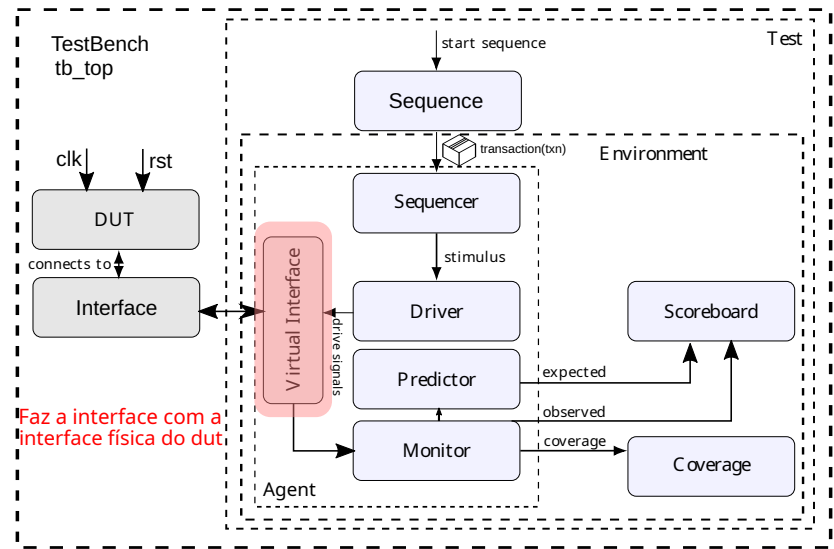 TestBench
tb_top
Test
start sequence
Sequence
transaction(txn)
Environment
clk
rst
DUT
connects to
Interface
Sequencer
stimulus
Virtual Interface
drive signals
Driver
Scoreboard
Predictor
expected
observed
Monitor
coverage
Coverage
Agent
Faz a interface com a
interface física do dut